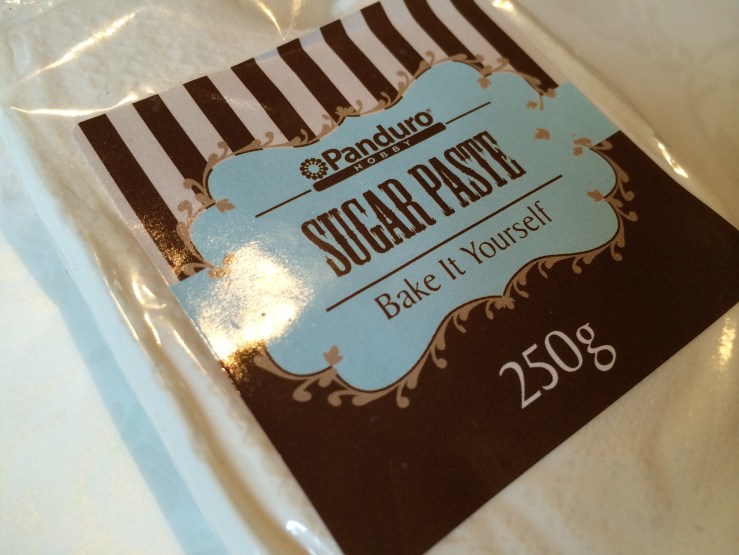 Panduro
HOBBY
SUGAR PASTE
Bake It Yourself
250g